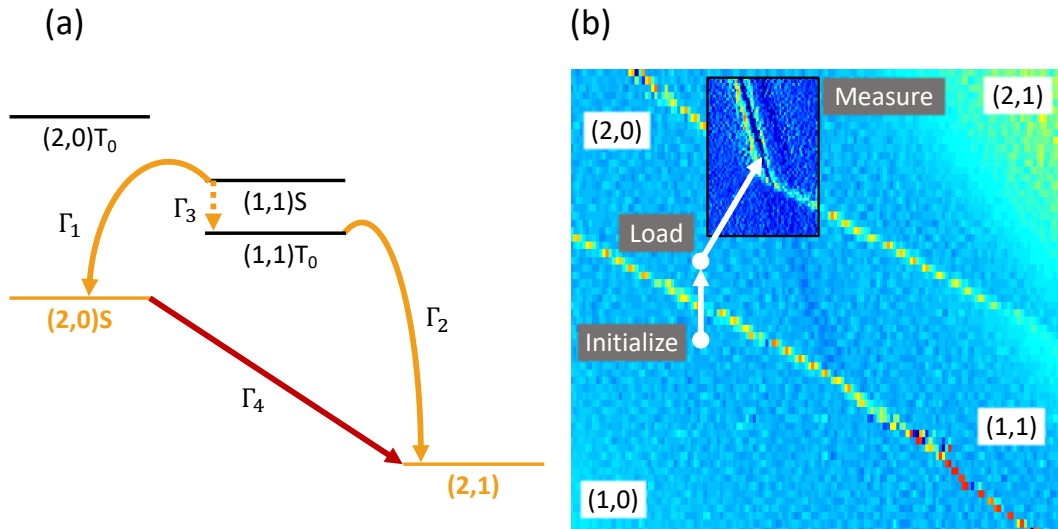 (a)
(2,0)T₀
(1,1)S
Γ₃
Γ₁
(1,1)T₀
(2,0)S
Γ₂
Γ₄
(2,1)
(b)
(2,1)
Measure
(2,0)
Load
Initialize
(1,1)
(1,0)